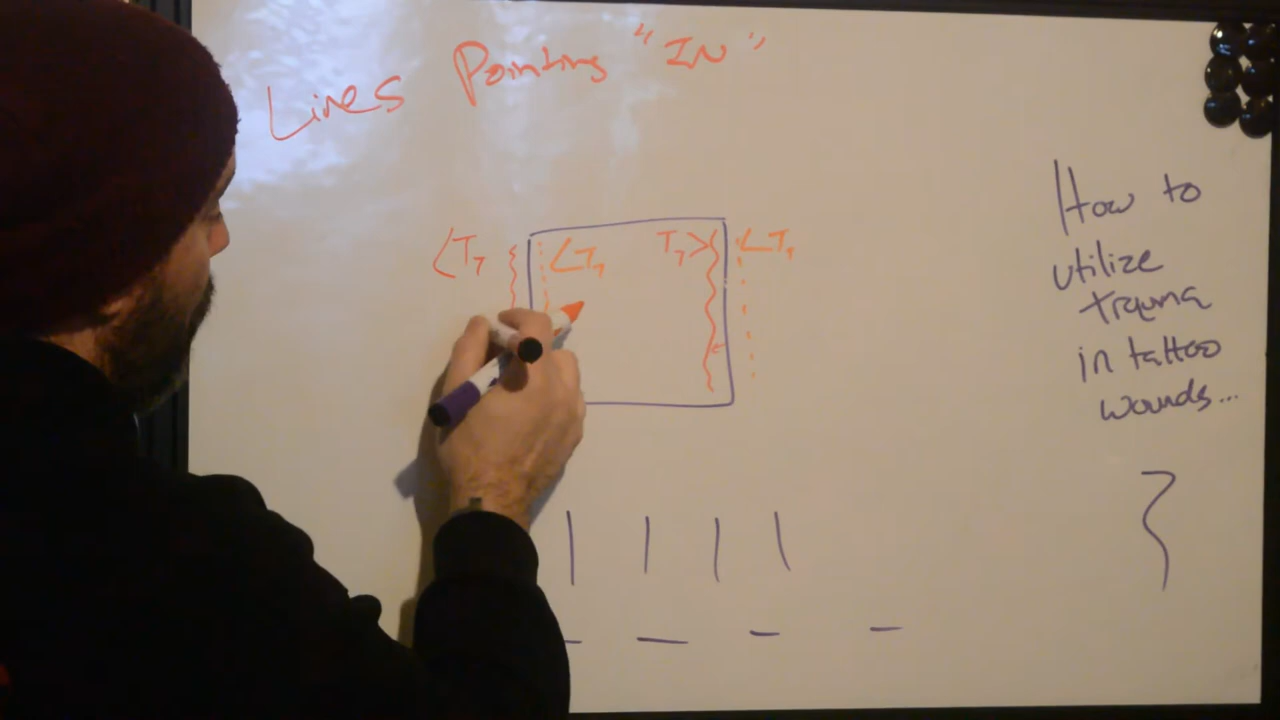 Lines Pointing "IN"
How to
utilize
trauma
in tattoo
wounds...